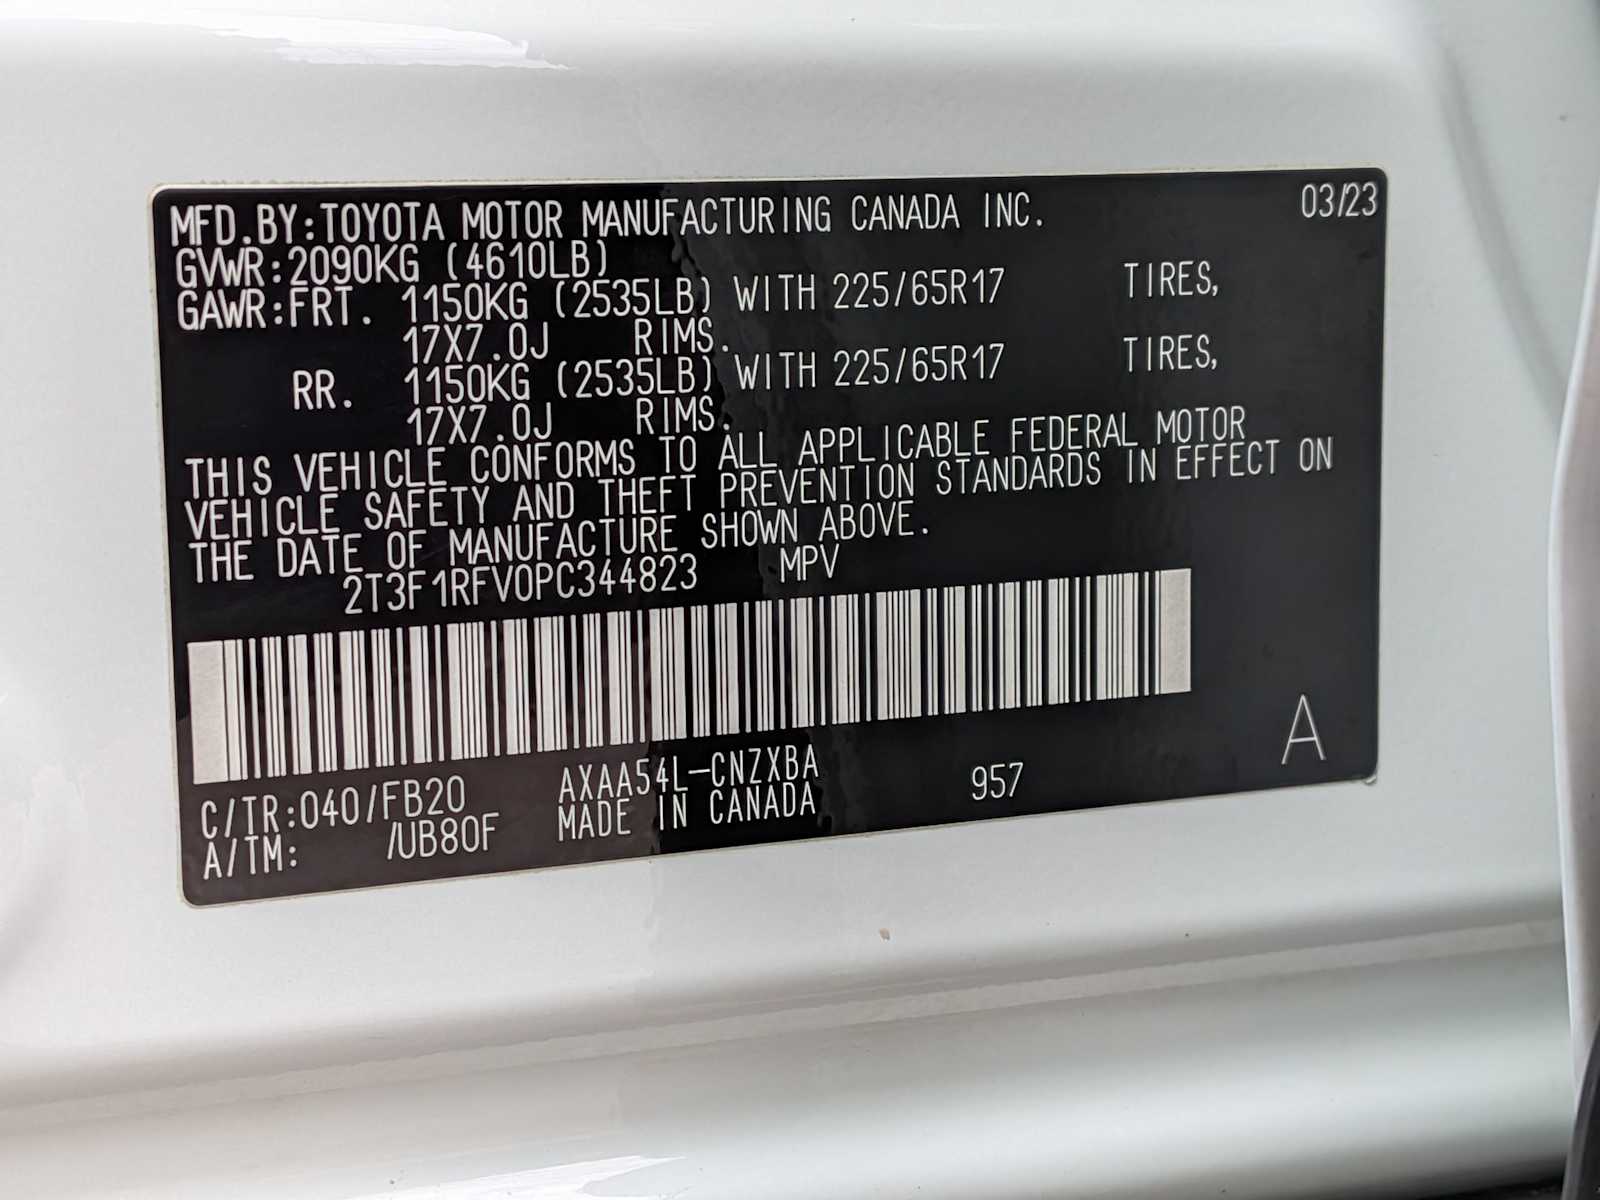 MFD.BY:TOYOTA MOTOR MANUFACTURING CANADA INC. 03/23
GVWR:2090KG (4610LB)
GAWR:FRT. 1150KG (2535LB) WITH 225/65R17 TIRES,
17X7.0J RIMS.
RR. 1150KG (2535LB) WITH 225/65R17 TIRES,
17X7.0J RIMS.
THIS VEHICLE CONFORMS TO ALL APPLICABLE FEDERAL MOTOR
VEHICLE SAFETY AND THEFT PREVENTION STANDARDS IN EFFECT ON
THE DATE OF MANUFACTURE SHOWN ABOVE.
2T3F1RFV0PC344823 MPV
A
C/TR:040/FB20 AXAA54L-CNZXBA 957
A/TM: /UB80F MADE IN CANADA